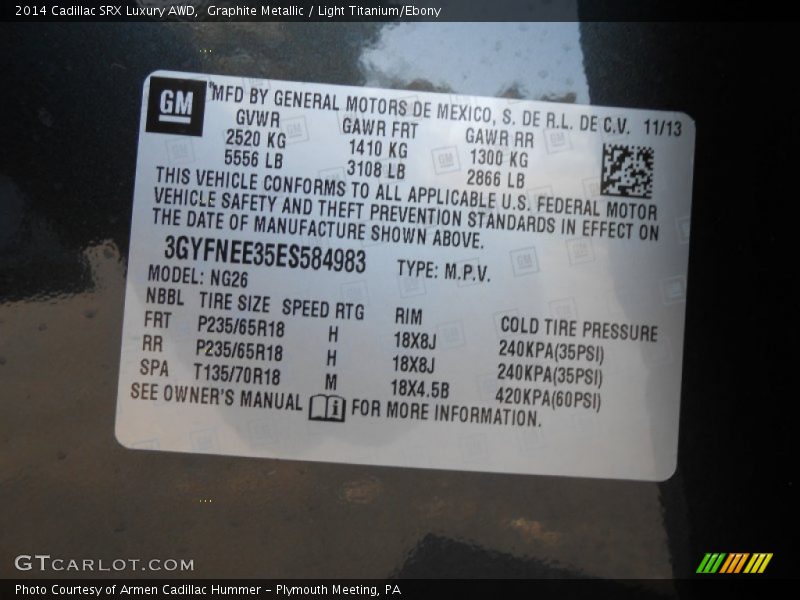 2014 Cadillac SRX Luxury AWD, Graphite Metallic / Light Titanium/Ebony
GM
MFD BY GENERAL MOTORS DE MEXICO, S. DE R.L. DE C.V. 11/13
GVWR GAWR FRT GAWR RR
2520 KG 1410 KG 1300 KG
5556 LB 3108 LB 2866 LB
THIS VEHICLE CONFORMS TO ALL APPLICABLE U.S. FEDERAL MOTOR
VEHICLE SAFETY AND THEFT PREVENTION STANDARDS IN EFFECT ON
THE DATE OF MANUFACTURE SHOWN ABOVE.
3GYFNEE35ES584983 TYPE: M.P.V.
MODEL: NG26
NBBL TIRE SIZE SPEED RTG RIM COLD TIRE PRESSURE
FRT P235/65R18 H 18X8J 240KPA(35PSI)
RR P235/65R18 H 18X8J 240KPA(35PSI)
SPA T135/70R18 M 18X4.5B 420KPA(60PSI)
SEE OWNER'S MANUAL FOR MORE INFORMATION.
GTCARLOT.COM
Photo Courtesy of Armen Cadillac Hummer - Plymouth Meeting, PA